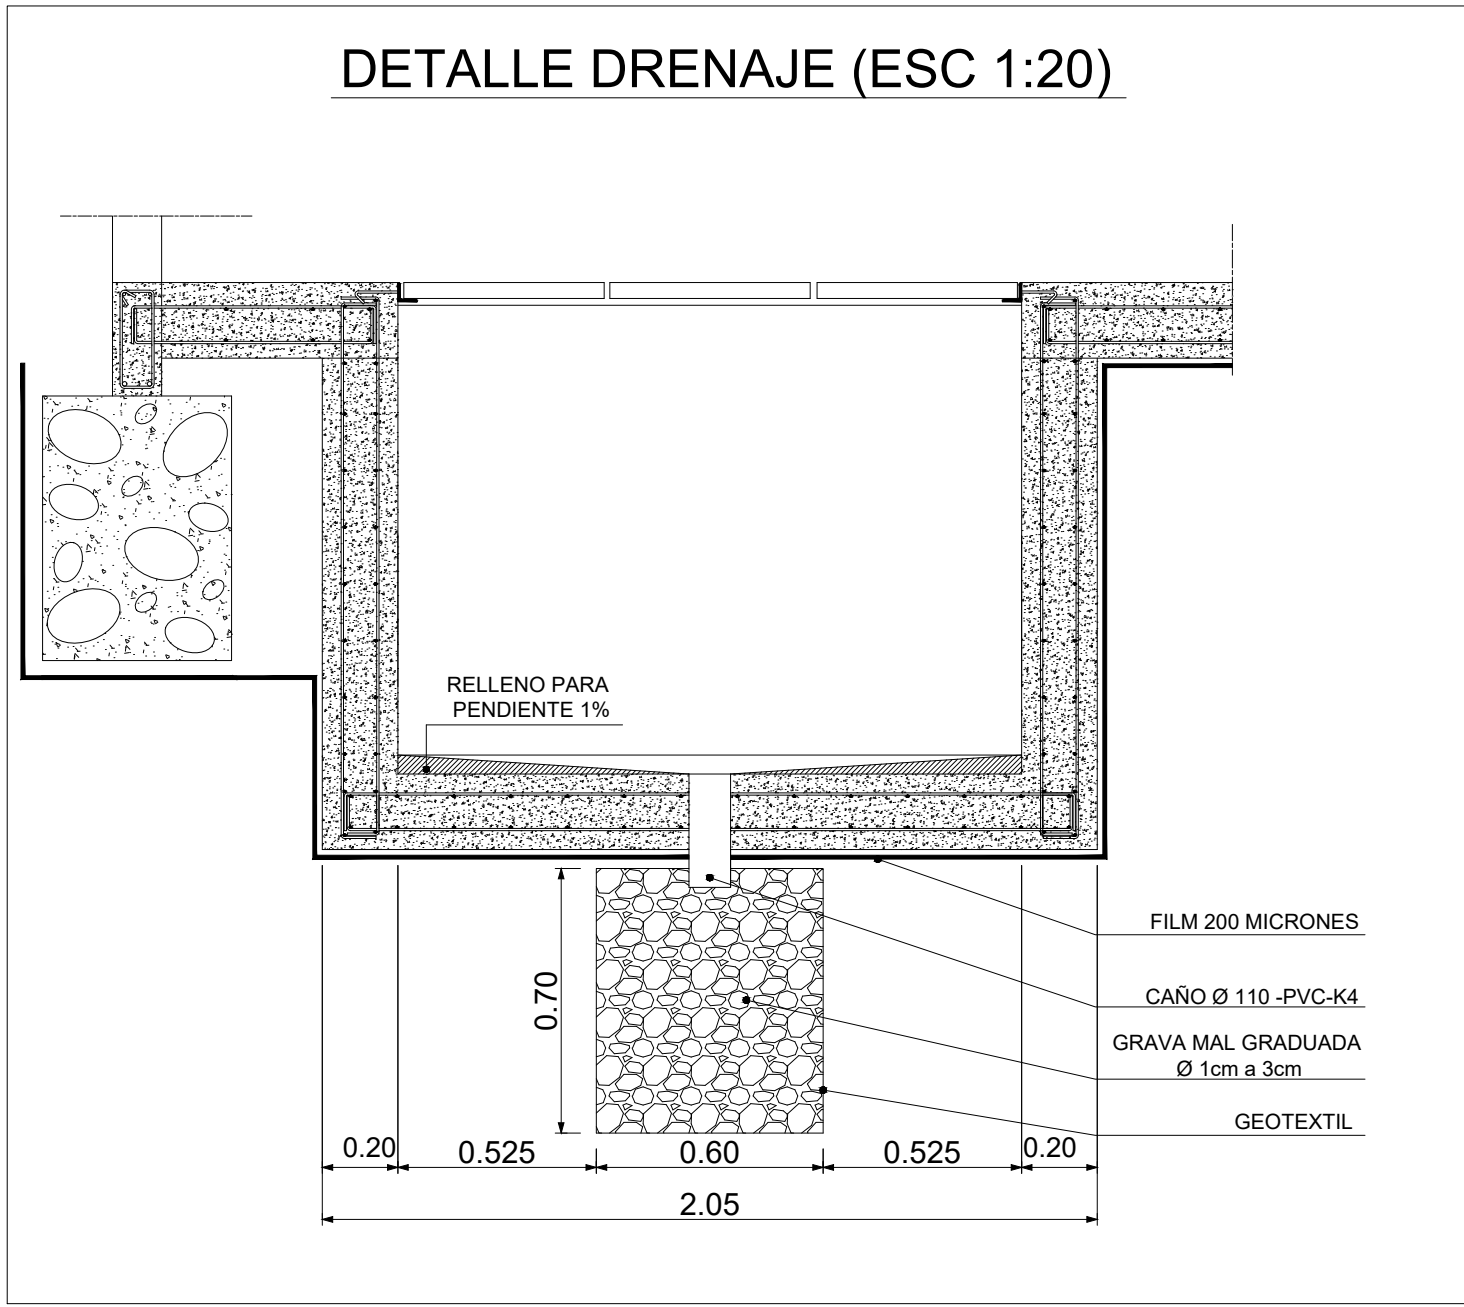 DETALLE DRENAJE (ESC 1:20)
RELLENO PARA
PENDIENTE 1%
FILM 200 MICRONES
0.70
CAÑO Ø 110 -PVC-K4
GRAVA MAL GRADUADA
Ø 1cm a 3cm
GEOTEXTIL
0.20 0.525 0.60 0.525 0.20
2.05